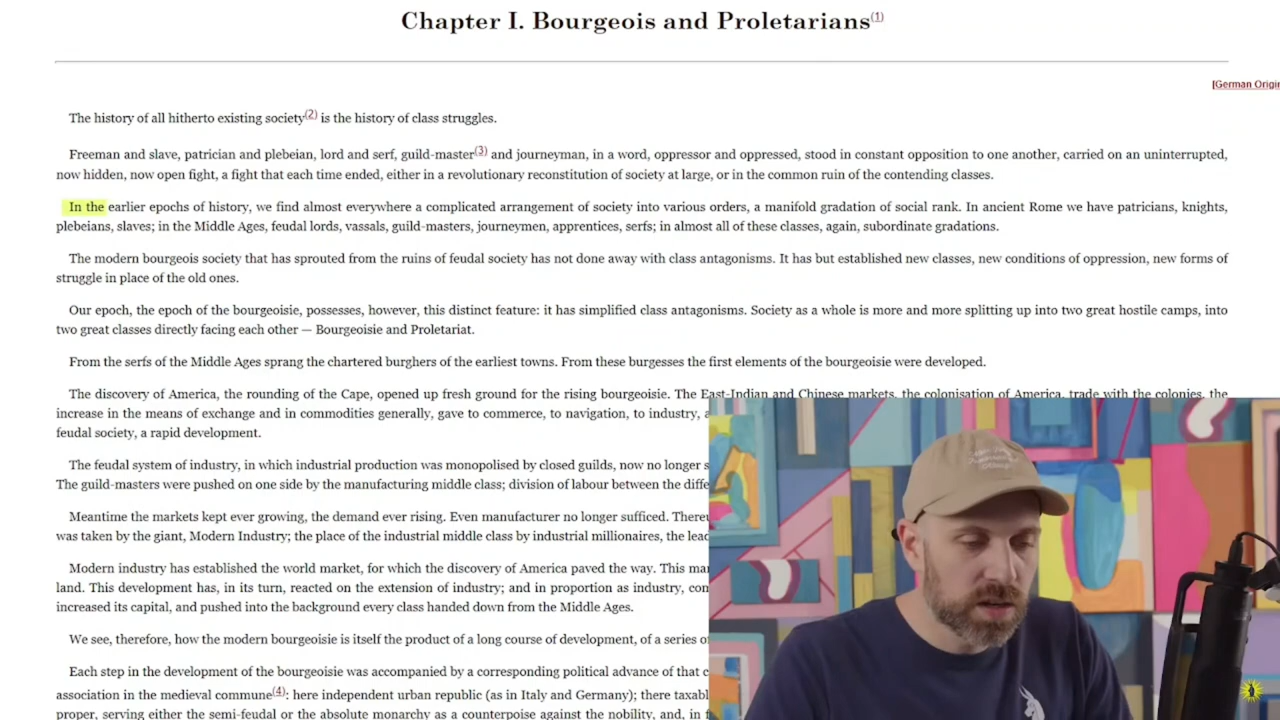 Chapter I. Bourgeois and Proletarians(1)
[German Origin
The history of all hitherto existing society(2) is the history of class struggles.
Freeman and slave, patrician and plebeian, lord and serf, guild-master(3) and journeyman, in a word, oppressor and oppressed, stood in constant opposition to one another, carried on an uninterrupted,
now hidden, now open fight, a fight that each time ended, either in a revolutionary reconstitution of society at large, or in the common ruin of the contending classes.
In the earlier epochs of history, we find almost everywhere a complicated arrangement of society into various orders, a manifold gradation of social rank. In ancient Rome we have patricians, knights,
plebeians, slaves; in the Middle Ages, feudal lords, vassals, guild-masters, journeymen, apprentices, serfs; in almost all of these classes, again, subordinate gradations.
The modern bourgeois society that has sprouted from the ruins of feudal society has not done away with class antagonisms. It has but established new classes, new conditions of oppression, new forms of
struggle in place of the old ones.
Our epoch, the epoch of the bourgeoisie, possesses, however, this distinct feature: it has simplified class antagonisms. Society as a whole is more and more splitting up into two great hostile camps, into
two great classes directly facing each other — Bourgeoisie and Proletariat.
From the serfs of the Middle Ages sprang the chartered burghers of the earliest towns. From these burgesses the first elements of the bourgeoisie were developed.
The discovery of America, the rounding of the Cape, opened up fresh ground for the rising bourgeoisie. The East-Indian and Chinese markets, the colonisation of America, trade with the colonies, the
increase in the means of exchange and in commodities generally, gave to commerce, to navigation, to industry, a
feudal society, a rapid development.
The feudal system of industry, in which industrial production was monopolised by closed guilds, now no longer s
The guild-masters were pushed on one side by the manufacturing middle class; division of labour between the diffe
Meantime the markets kept ever growing, the demand ever rising. Even manufacturer no longer sufficed. Thereu
was taken by the giant, Modern Industry; the place of the industrial middle class by industrial millionaires, the lead
Modern industry has established the world market, for which the discovery of America paved the way. This mar
land. This development has, in its turn, reacted on the extension of industry; and in proportion as industry, com
increased its capital, and pushed into the background every class handed down from the Middle Ages.
We see, therefore, how the modern bourgeoisie is itself the product of a long course of development, of a series of
Each step in the development of the bourgeoisie was accompanied by a corresponding political advance of that c
association in the medieval commune(4): here independent urban republic (as in Italy and Germany); there taxabl
proper, serving either the semi-feudal or the absolute monarchy as a counterpoise against the nobility, and, in f